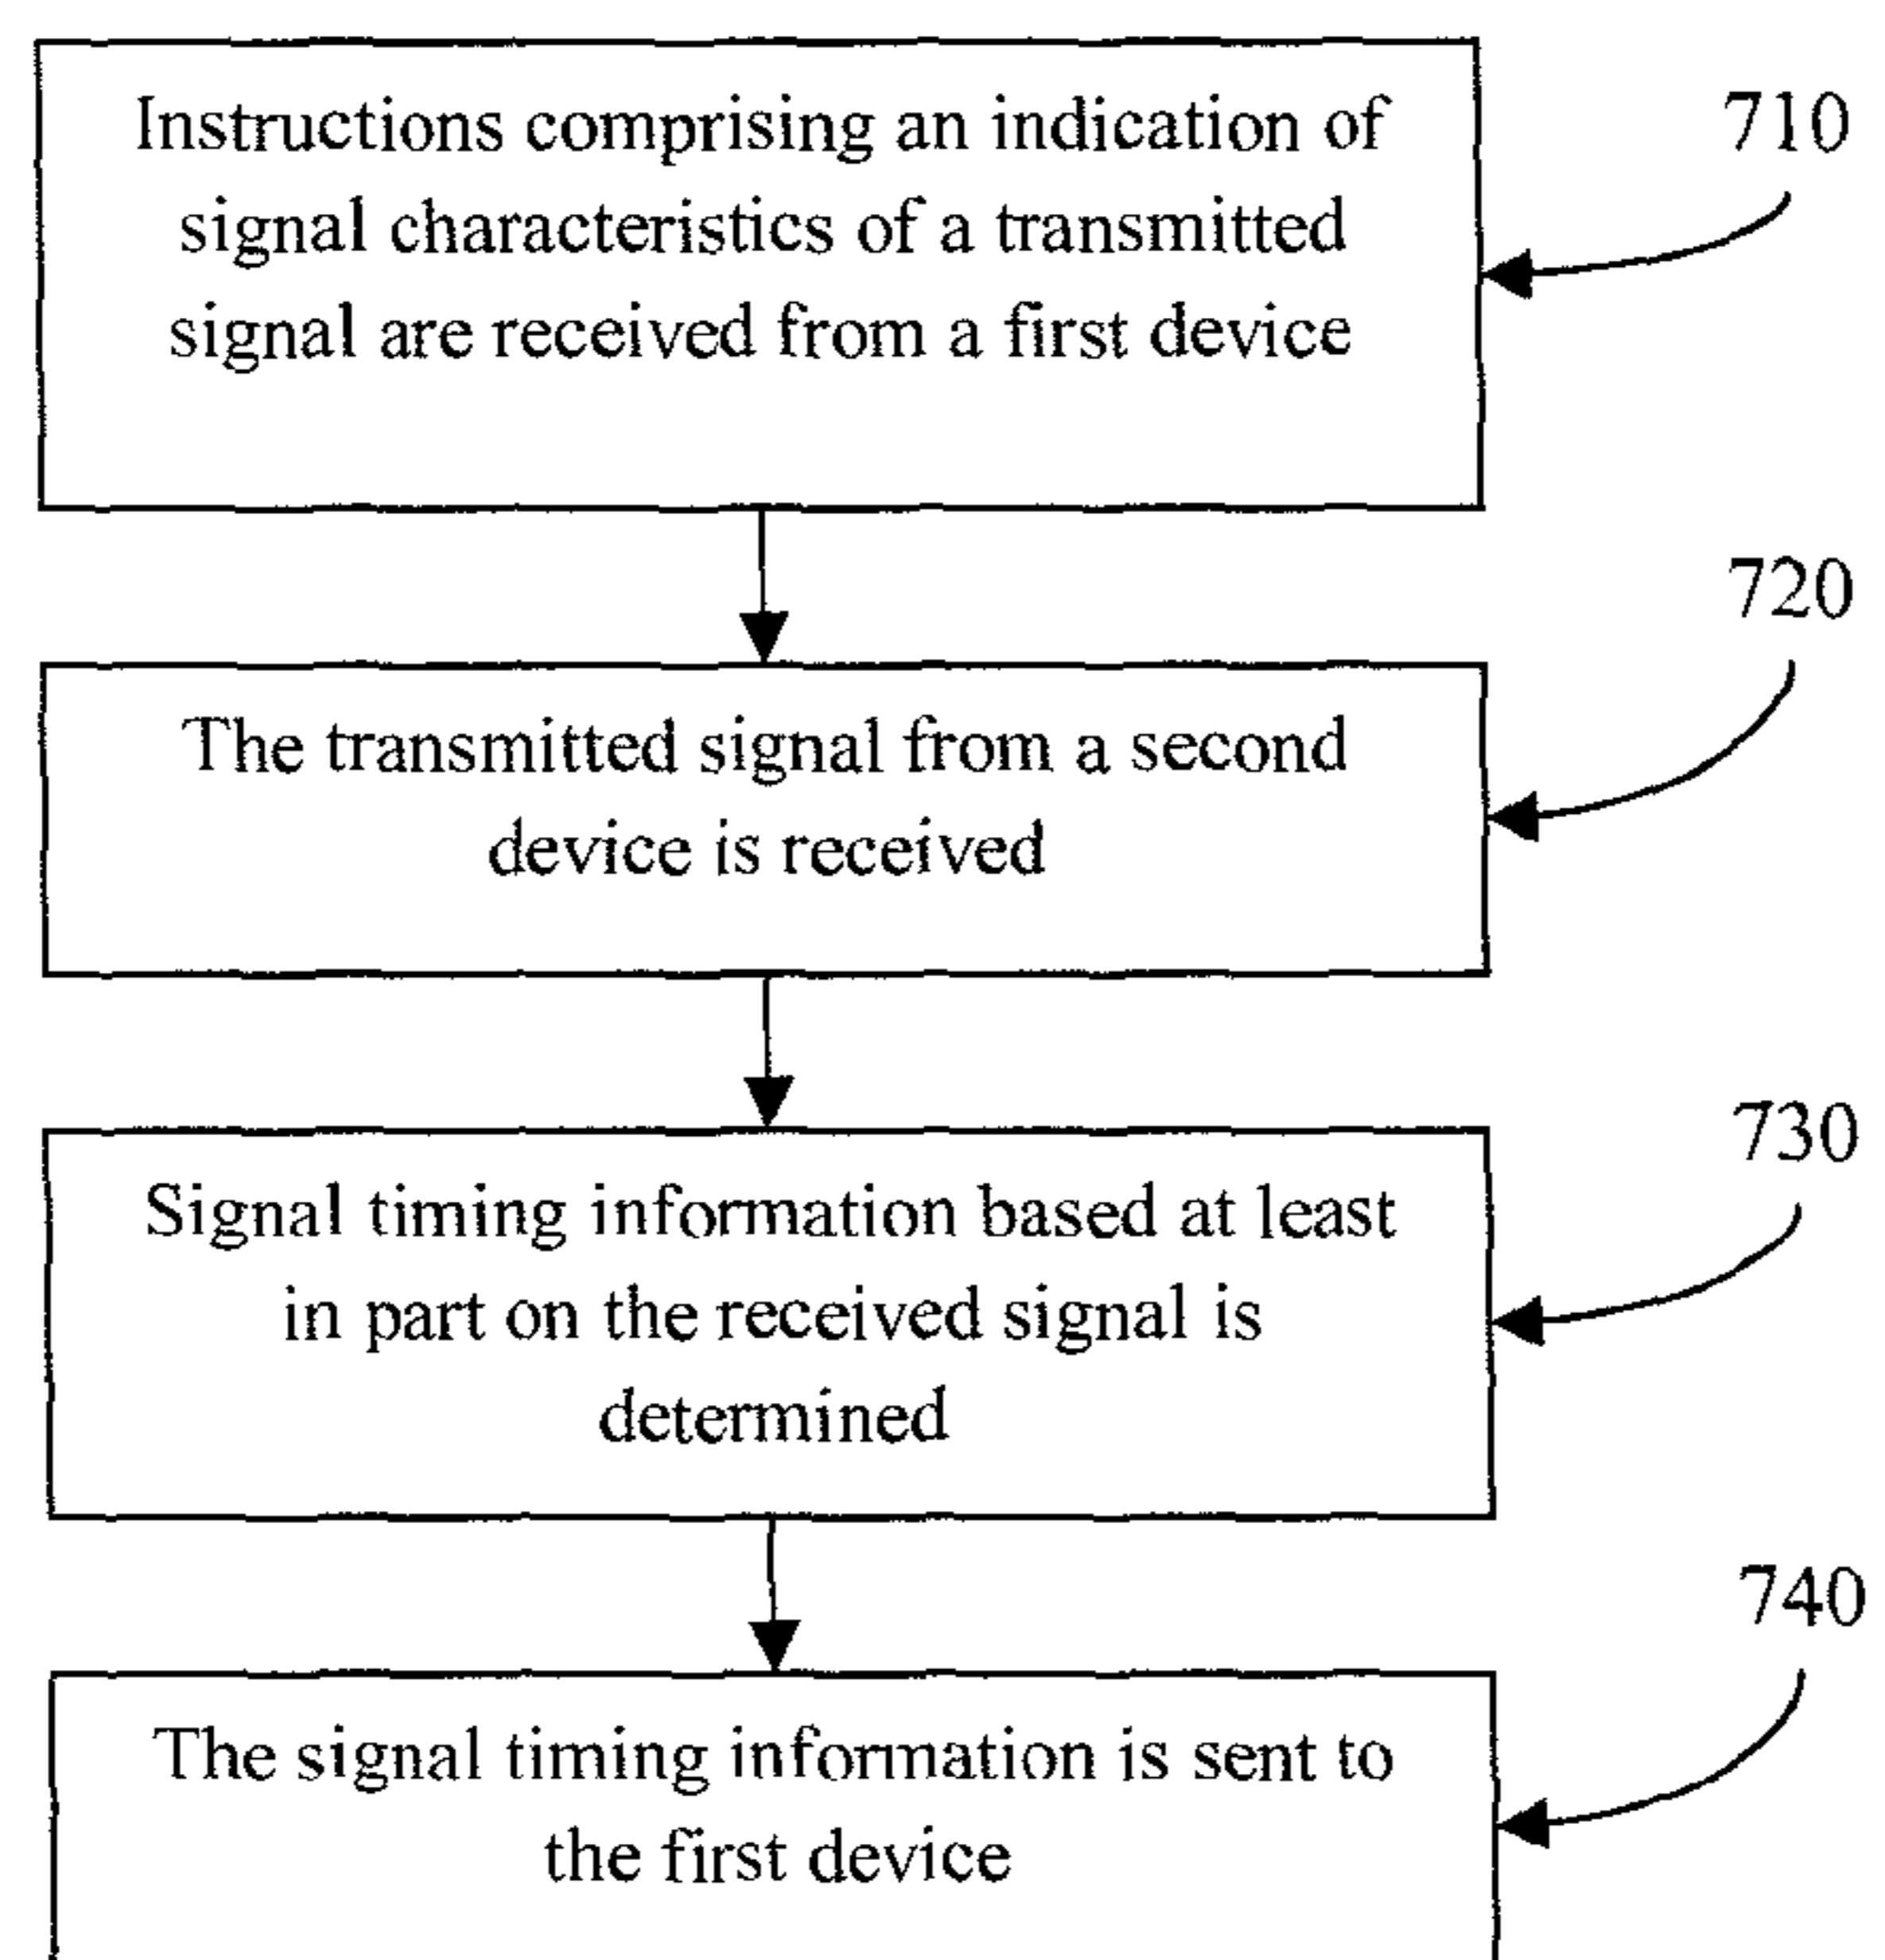 Instructions comprising an indication of
signal characteristics of a transmitted
signal are received from a first device
710
The transmitted signal from a second
device is received
720
Signal timing information based at least
in part on the received signal is
determined
730
The signal timing information is sent to
the first device
740